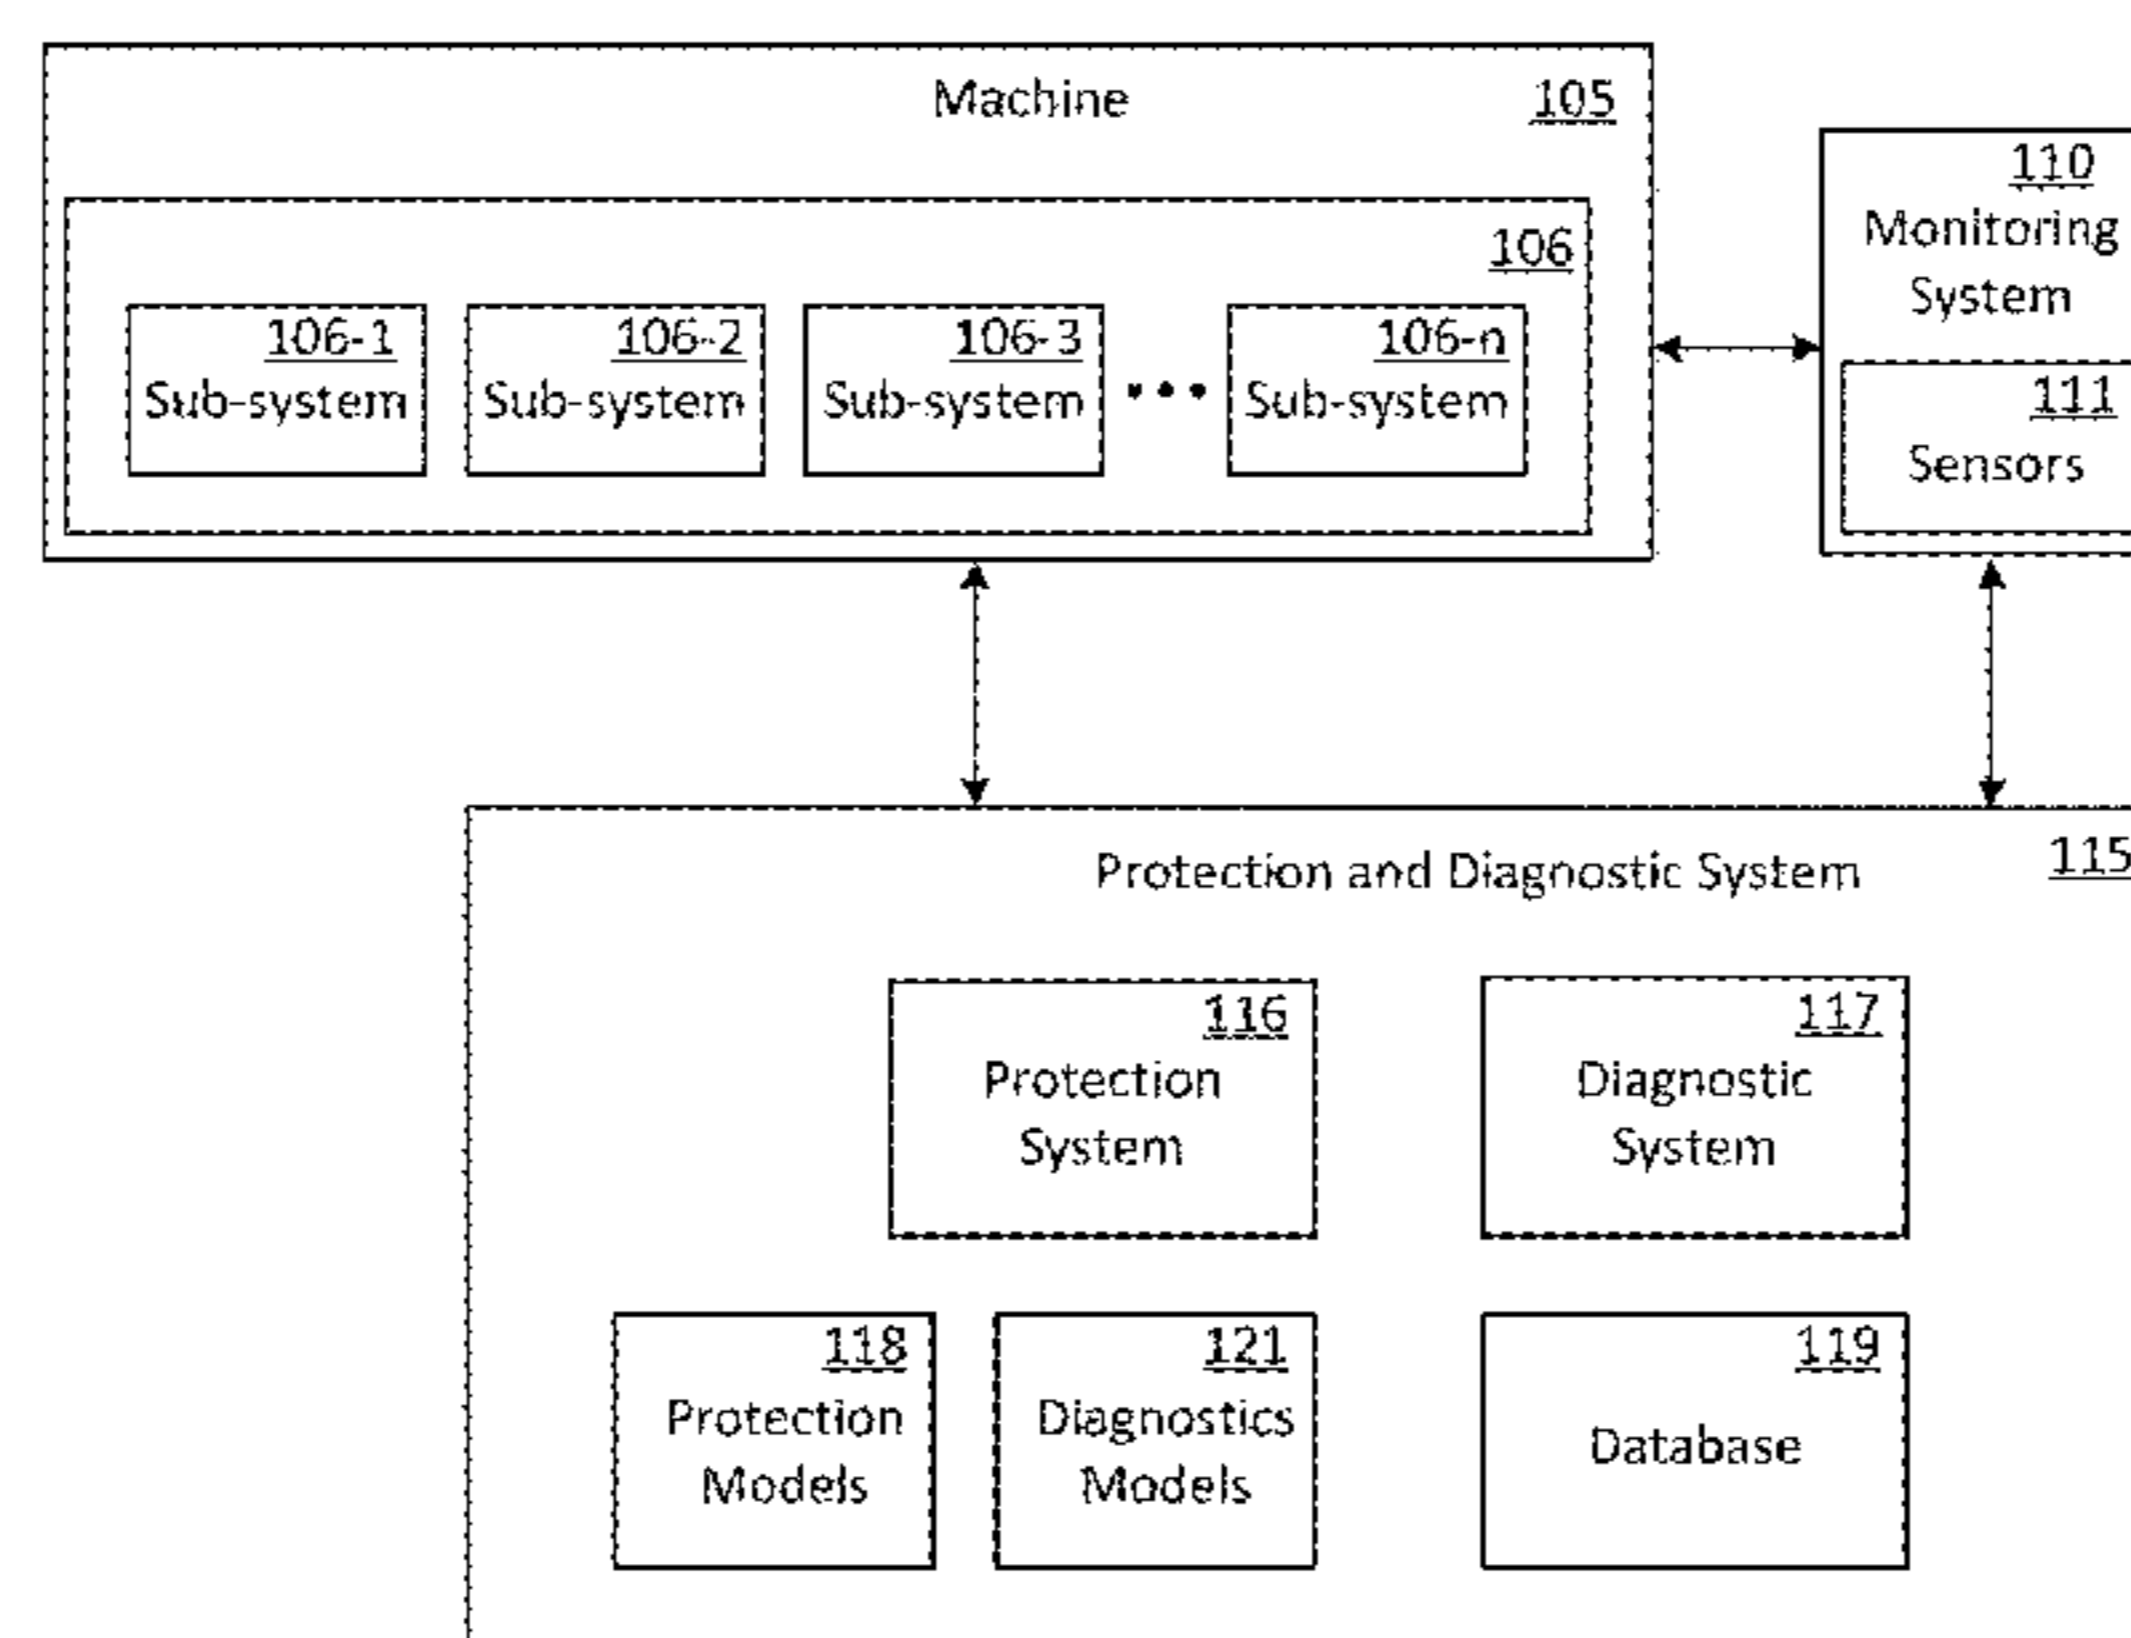 Machine
105
106
106-1
Sub-system
106-2
Sub-system
106-3
Sub-system
•••
106-n
Sub-system
110
Monitoring
System
111
Sensors
Protection and Diagnostic System
115
116
Protection
System
117
Diagnostic
System
118
Protection
Models
121
Diagnostics
Models
119
Database